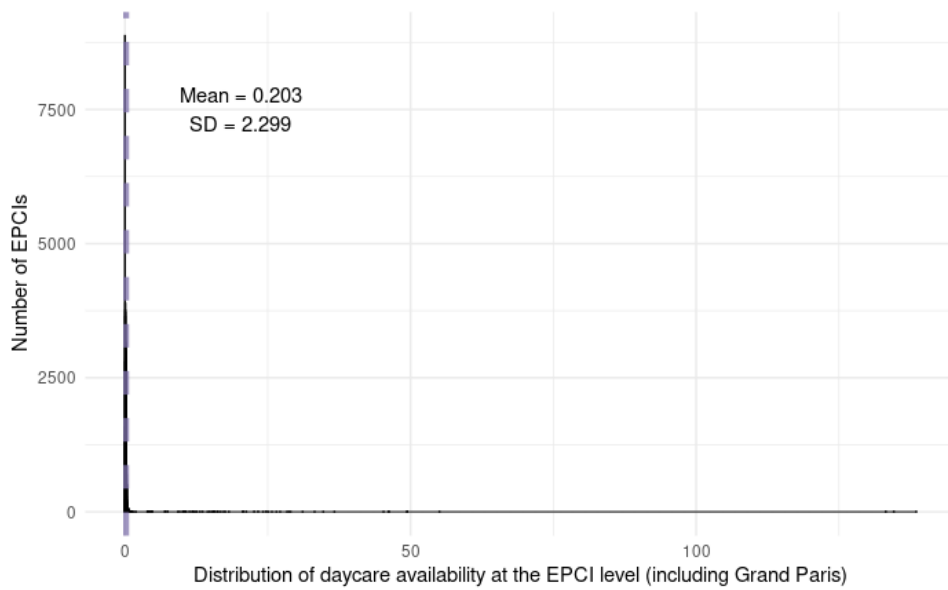 Mean = 0.203
SD = 2.299
7500
5000
2500
0
Number of EPCIs
0 50 100
Distribution of daycare availability at the EPCI level (including Grand Paris)